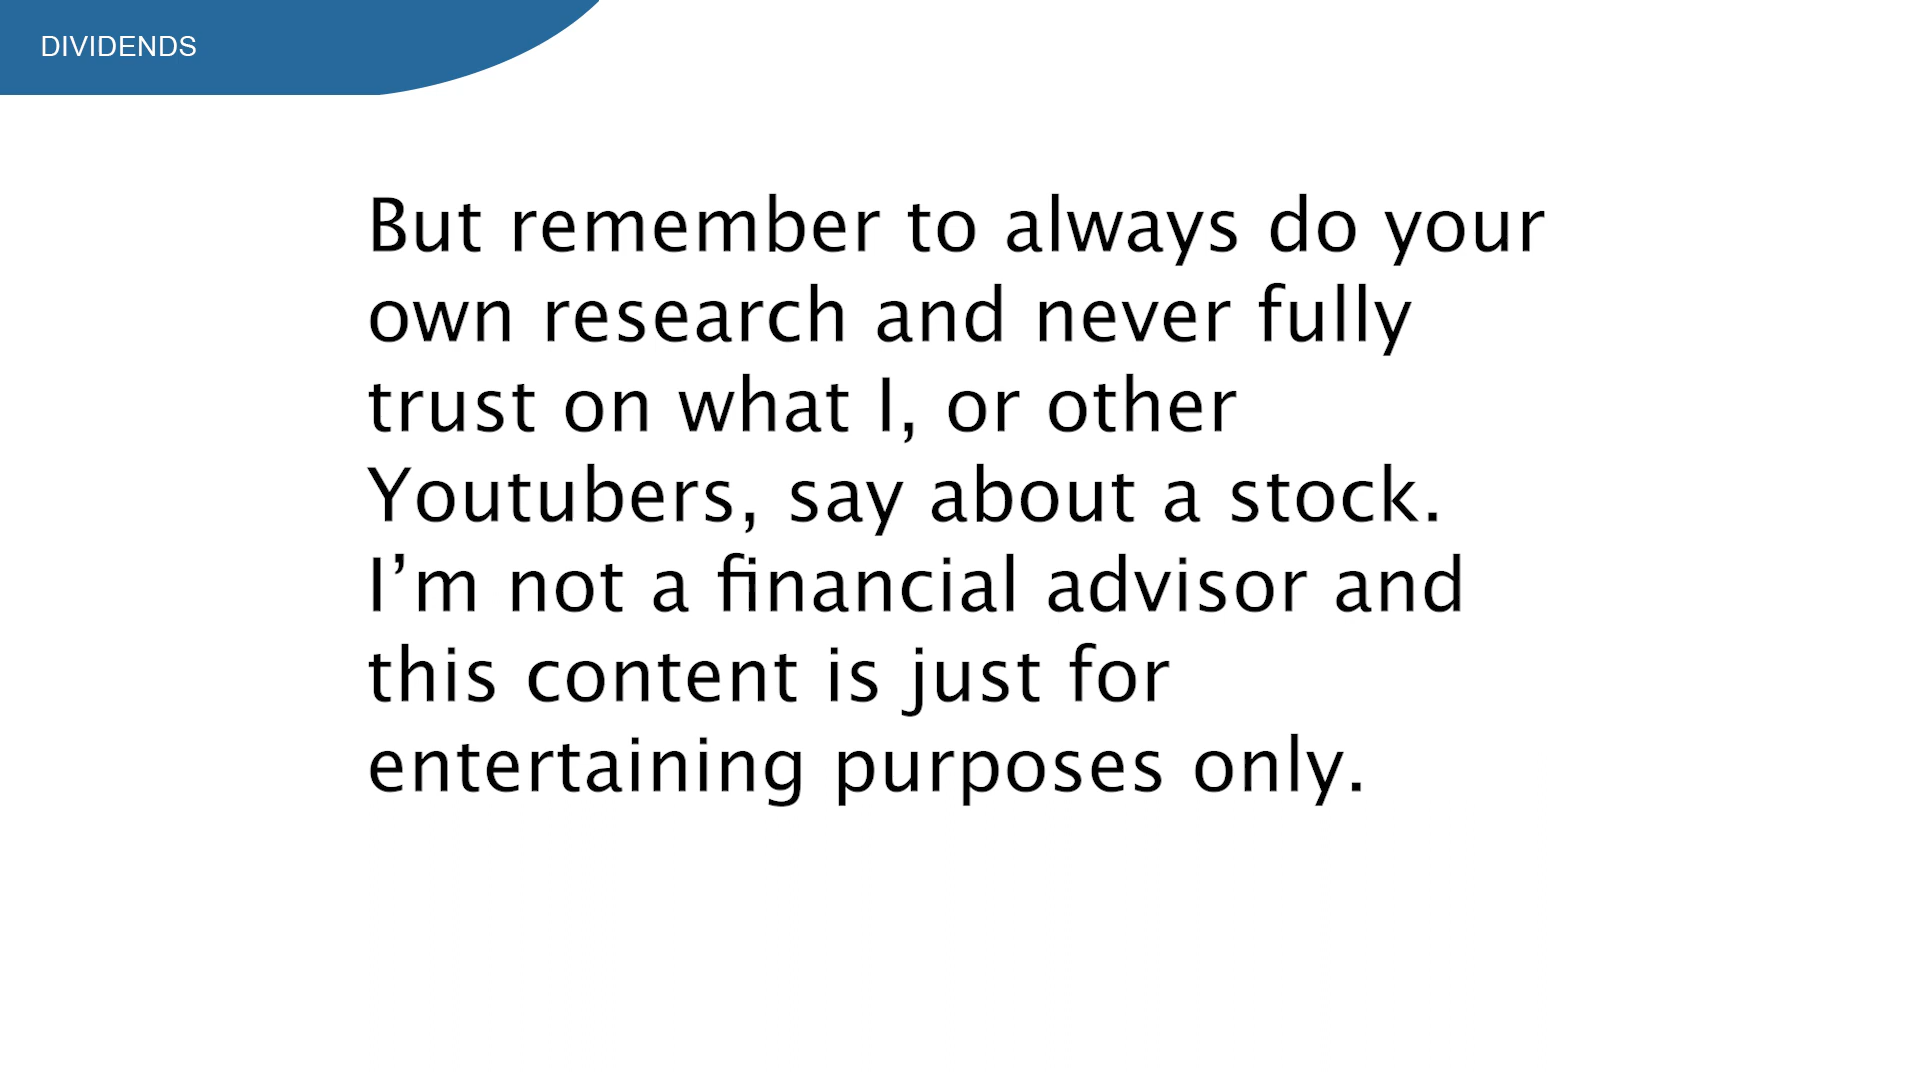 DIVIDENDS
But remember to always do your
own research and never fully
trust on what I, or other
Youtubers, say about a stock.
I’m not a financial advisor and
this content is just for
entertaining purposes only.